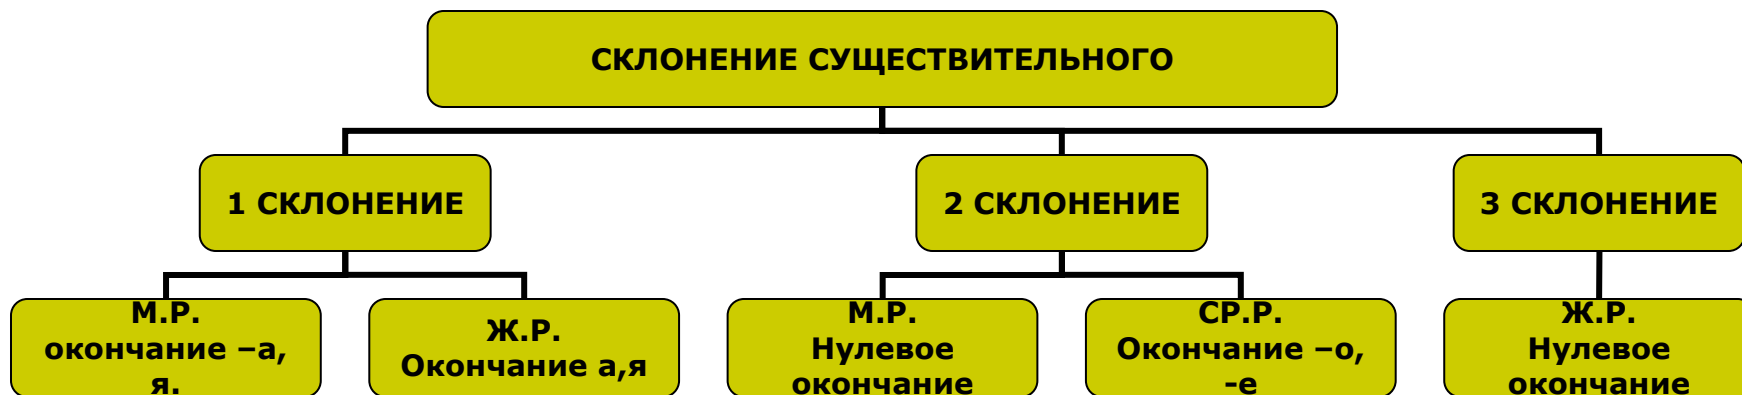 СКЛОНЕНИЕ СУЩЕСТВИТЕЛЬНОГО
1 СКЛОНЕНИЕ
2 СКЛОНЕНИЕ
3 СКЛОНЕНИЕ
М.Р.
окончание –а,
я.
Ж.Р.
Окончание а,я
М.Р.
Нулевое
окончание
СР.Р.
Окончание –о,
-е
Ж.Р.
Нулевое
окончание